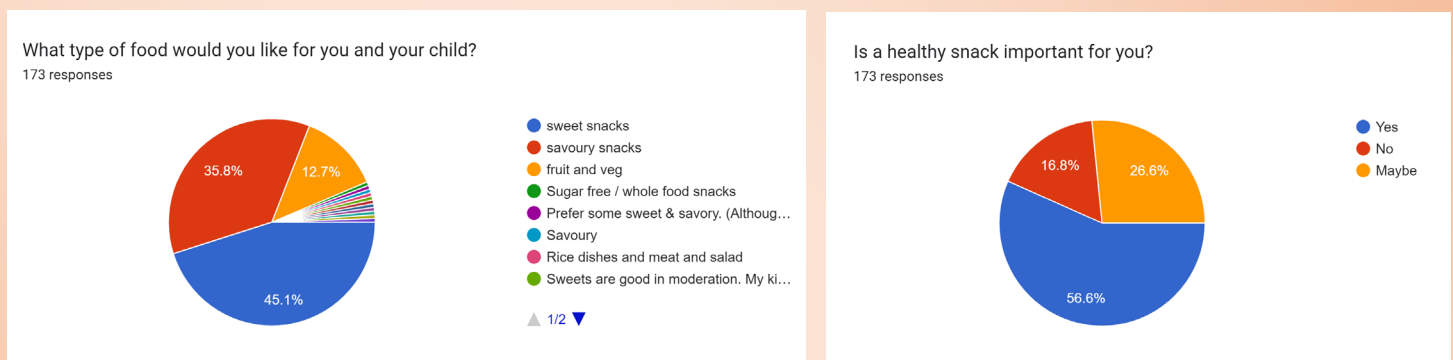 What type of food would you like for you and your child?
173 responses
35.8%
12.7%
45.1%
sweet snacks
savoury snacks
fruit and veg
Sugar free / whole food snacks
Prefer some sweet & savory. (Althoug...
Savoury
Rice dishes and meat and salad
Sweets are good in moderation. My ki...
1/2
Is a healthy snack important for you?
173 responses
16.8%
26.6%
56.6%
Yes
No
Maybe